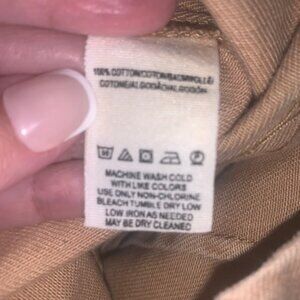 100% COTTON/COTON/BAUMWOLLE/
COTONE/ALGODÃO/ALGODÓN
MACHINE WASH COLD
WITH LIKE COLORS
USE ONLY NON-CHLORINE
BLEACH TUMBLE DRY LOW
LOW IRON AS NEEDED
MAY BE DRY CLEANED